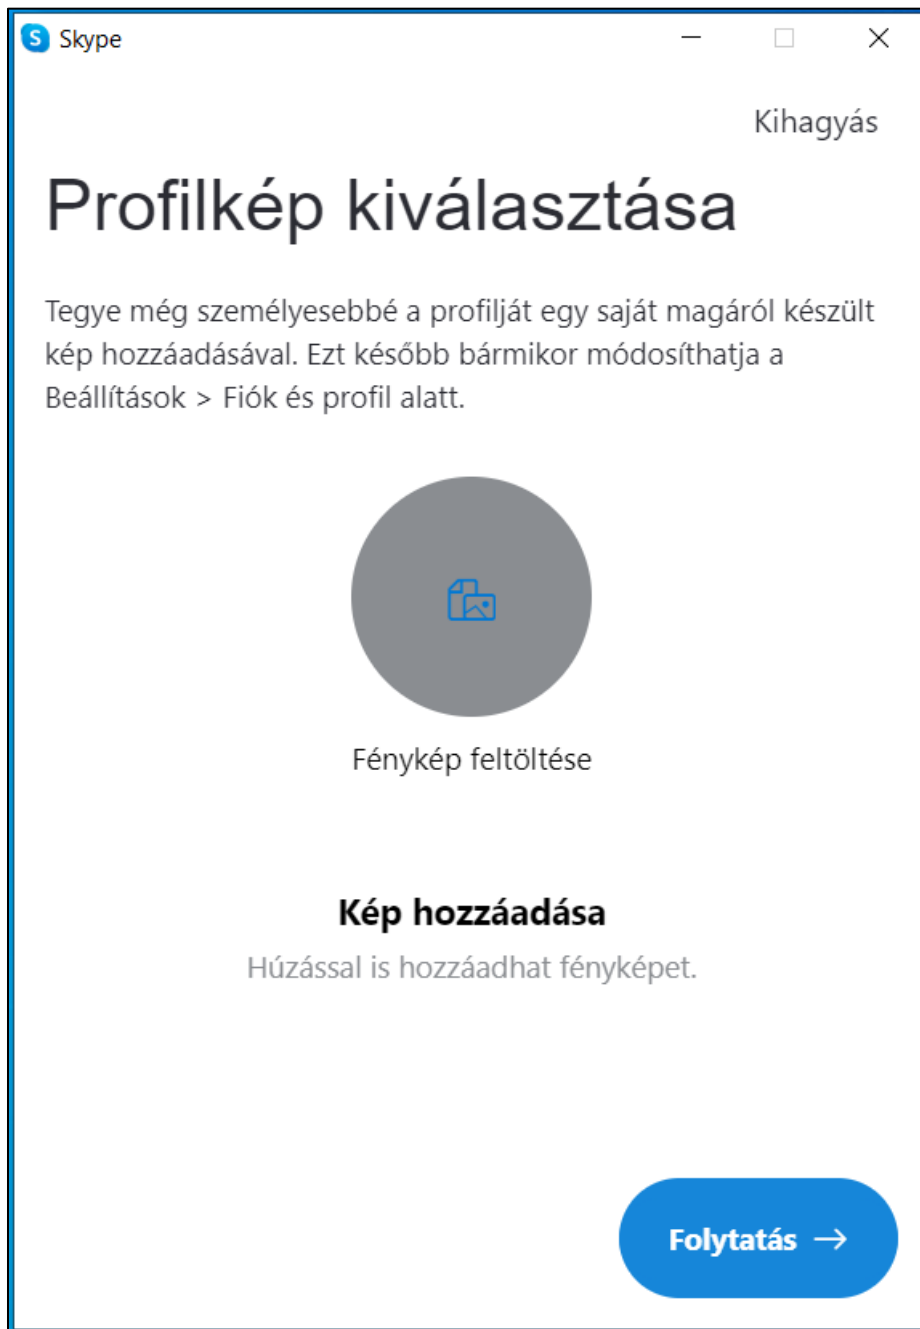 Skype
Kihagyás
Profilkép kiválasztása
Tegye még személyesebbé a profilját egy saját magáról készült
kép hozzáadásával. Ezt később bármikor módosíthatja a
Beállítások > Fiók és profil alatt.
Fénykép feltöltése
Kép hozzáadása
Húzással is hozzáadhat fényképet.
Folytatás →